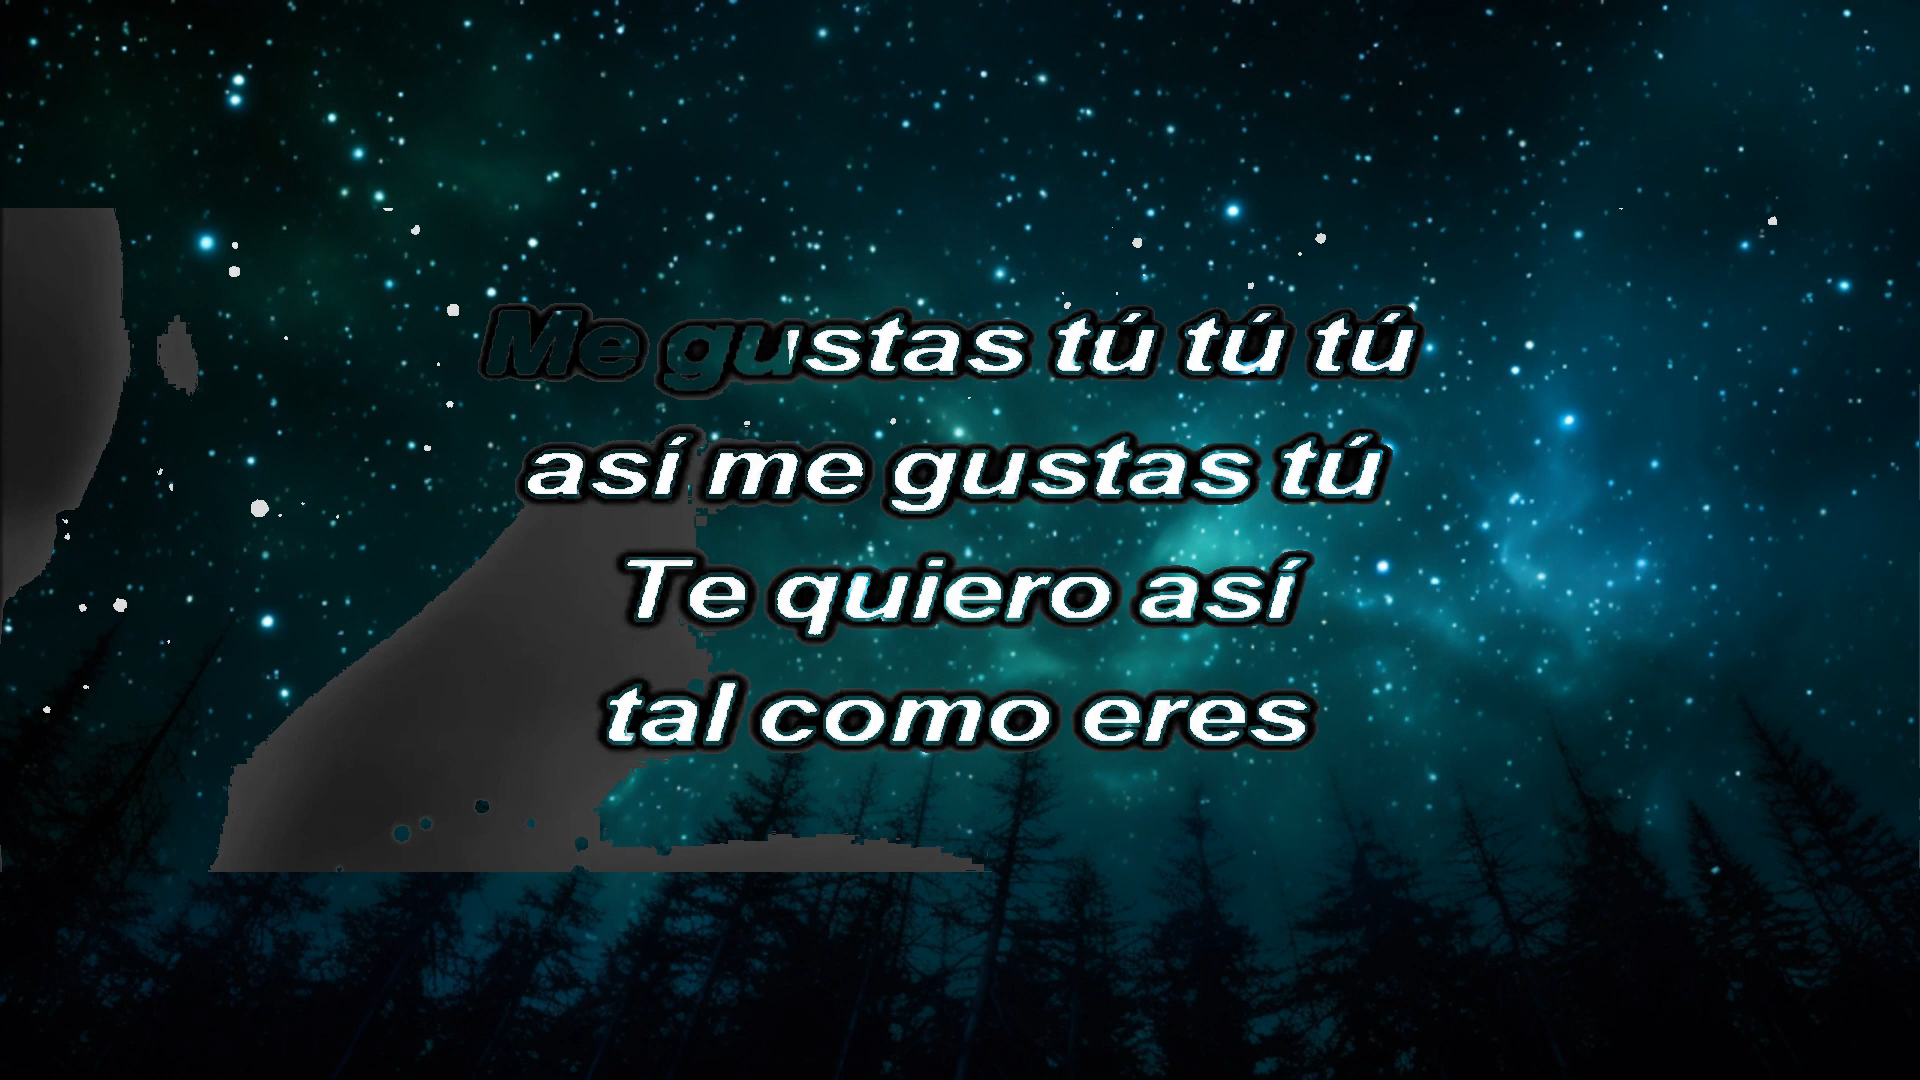 Me gustas tú tú tú
así me gustas tú
Te quiero así
tal como eres